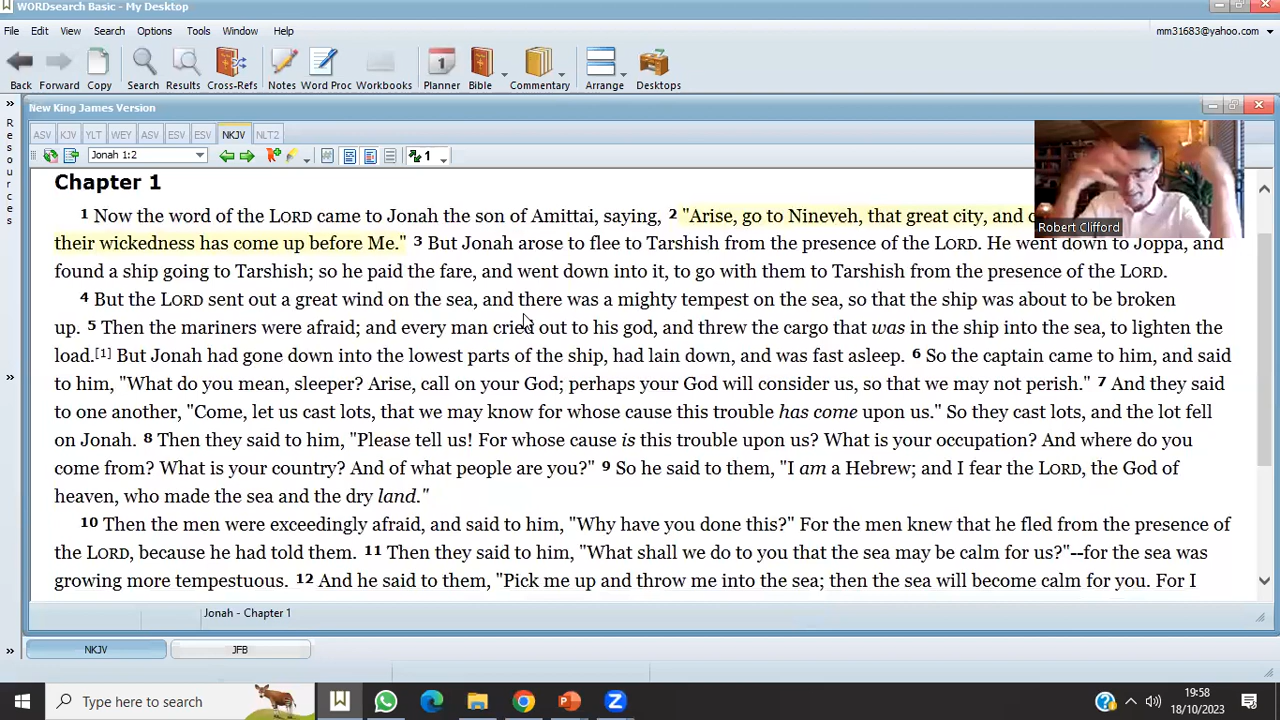 WORDsearch Basic - My Desktop
File Edit View Search Options Tools Window Help
mm31683@yahoo.com
Back Forward Copy Search Results Cross-Refs Notes Word Proc Workbooks Planner Bible Commentary Arrange Desktops
Resources
New King James Version
ASV KJV YLT WEY ASV ESV ESV NKJV NLT2
Jonah 1:2
1
Chapter 1
1 Now the word of the LORD came to Jonah the son of Amittai, saying, 2 "Arise, go to Nineveh, that great city, and
their wickedness has come up before Me." 3 But Jonah arose to flee to Tarshish from the presence of the LORD. He went down to Joppa, and
found a ship going to Tarshish; so he paid the fare, and went down into it, to go with them to Tarshish from the presence of the LORD.
4 But the LORD sent out a great wind on the sea, and there was a mighty tempest on the sea, so that the ship was about to be broken
up. 5 Then the mariners were afraid; and every man cried out to his god, and threw the cargo that was in the ship into the sea, to lighten the
load.[1] But Jonah had gone down into the lowest parts of the ship, had lain down, and was fast asleep. 6 So the captain came to him, and said
to him, "What do you mean, sleeper? Arise, call on your God; perhaps your God will consider us, so that we may not perish." 7 And they said
to one another, "Come, let us cast lots, that we may know for whose cause this trouble has come upon us." So they cast lots, and the lot fell
on Jonah. 8 Then they said to him, "Please tell us! For whose cause is this trouble upon us? What is your occupation? And where do you
come from? What is your country? And of what people are you?" 9 So he said to them, "I am a Hebrew; and I fear the LORD, the God of
heaven, who made the sea and the dry land."
10 Then the men were exceedingly afraid, and said to him, "Why have you done this?" For the men knew that he fled from the presence of
the LORD, because he had told them. 11 Then they said to him, "What shall we do to you that the sea may be calm for us?"--for the sea was
growing more tempestuous. 12 And he said to them, "Pick me up and throw me into the sea; then the sea will become calm for you. For I
Robert Clifford
Jonah - Chapter 1
NKJV JFB
Type here to search
19:58
18/10/2023